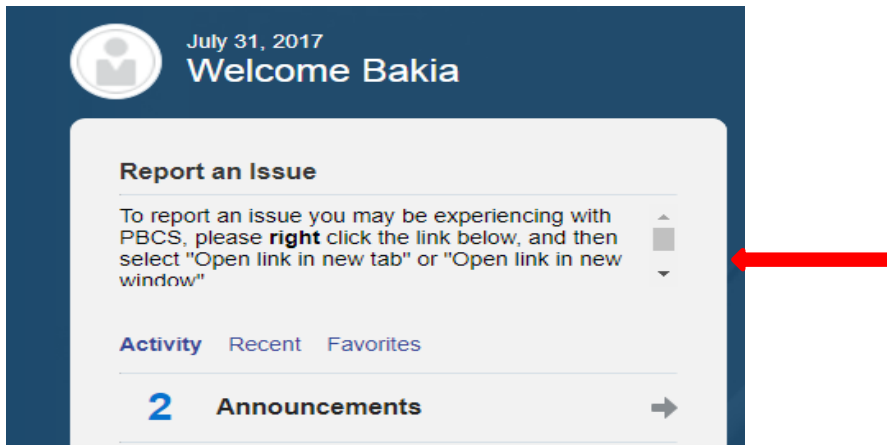 July 31, 2017
Welcome Bakia
Report an Issue
To report an issue you may be experiencing with
PBCS, please right click the link below, and then
select "Open link in new tab" or "Open link in new
window"
Activity Recent Favorites
2 Announcements